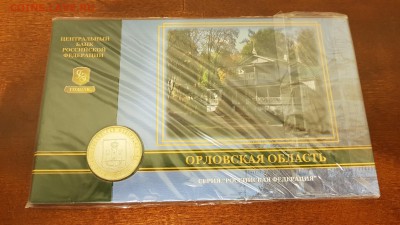 ЦЕНТРАЛЬНЫЙ
БАНК
РОССИЙСКОЙ
ФЕДЕРАЦИИ
ОРЛОВСКАЯ ОБЛАСТЬ
СЕРИЯ "РОССИЙСКАЯ ФЕДЕРАЦИЯ"